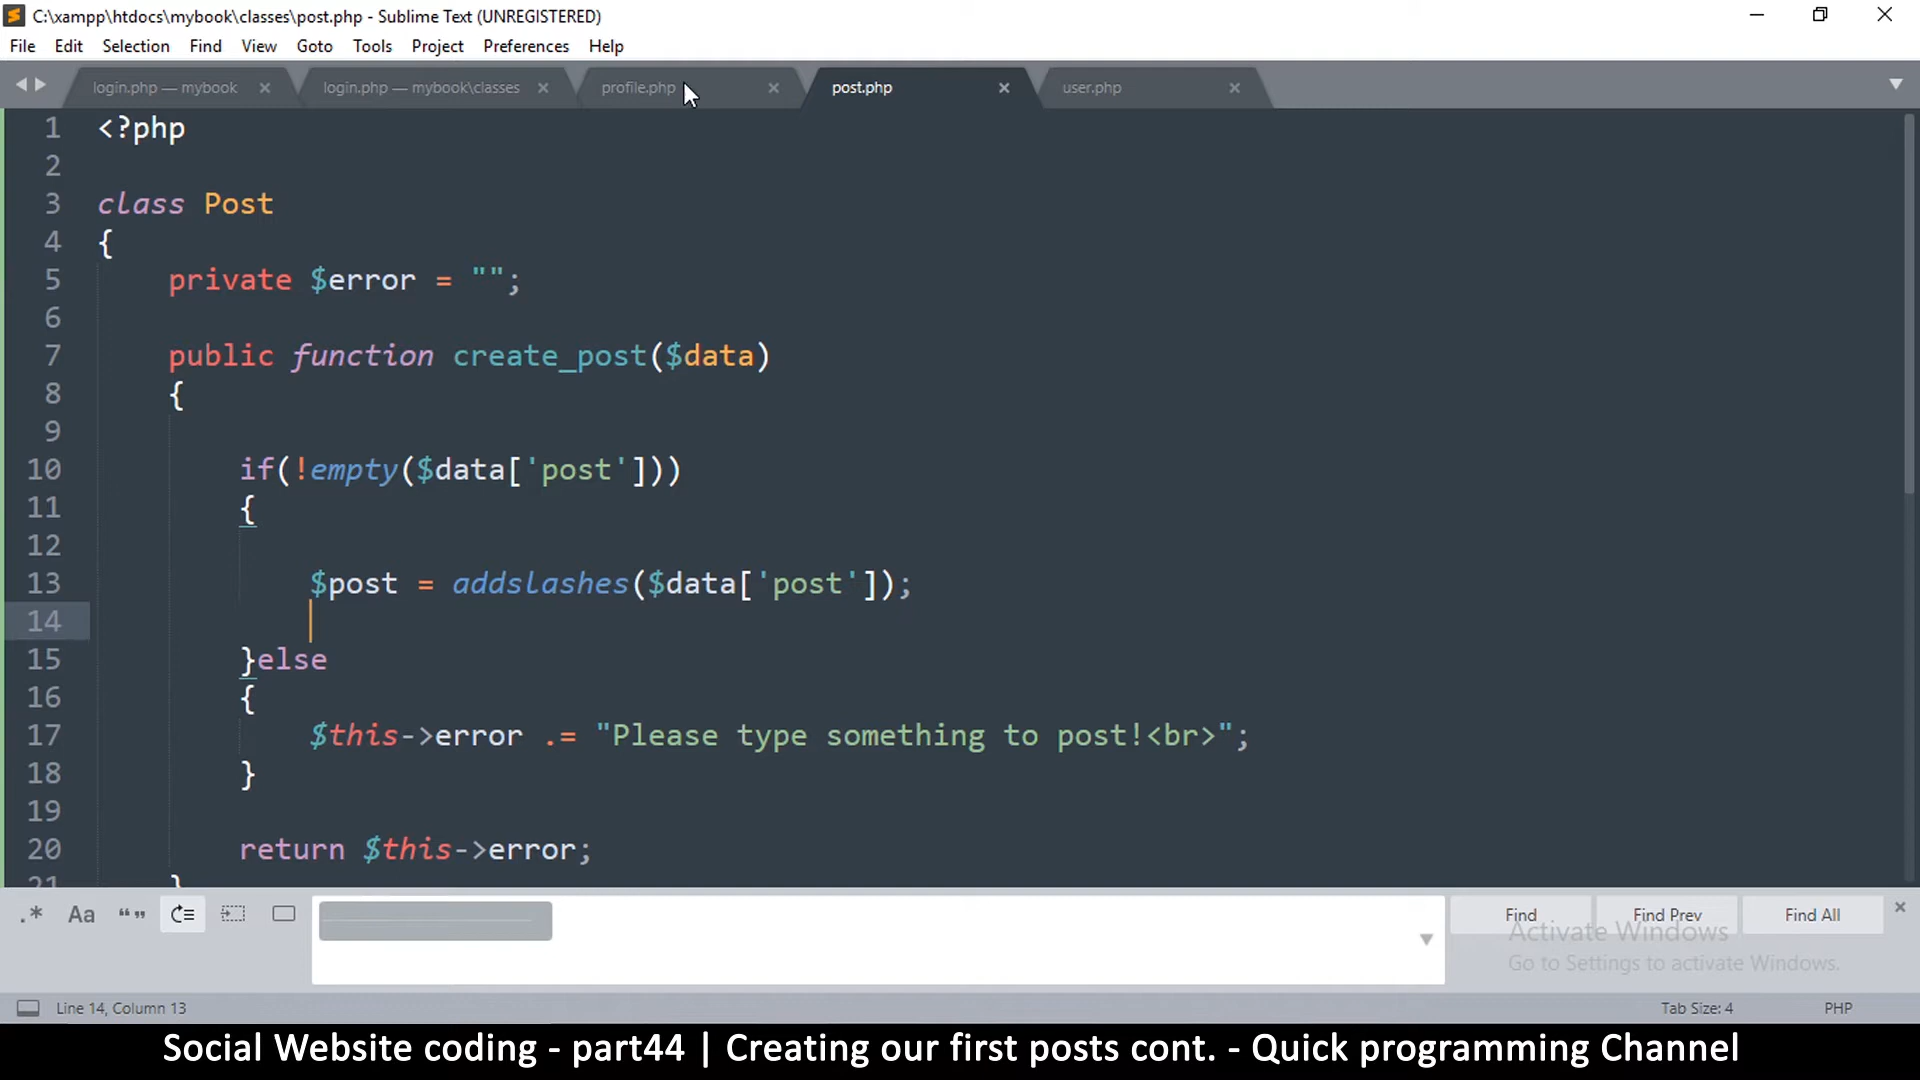 C:\xampp\htdocs\mybook\classes\post.php - Sublime Text (UNREGISTERED)
File Edit Selection Find View Goto Tools Project Preferences Help
login.php — mybook login.php — mybook\classes profile.php post.php user.php
1 <?php
2
3 class Post
4 {
5 private $error = "";
6
7 public function create_post($data)
8 {
9
10 if(!empty($data['post']))
11 {
12
13 $post = addslashes($data['post']);
14
15 }else
16 {
17 $this->error .= "Please type something to post!<br>";
18 }
19
20 return $this->error;
21 }
.* Aa “” Find Find Prev Find All
Activate Windows
Go to Settings to activate Windows.
Line 14, Column 13 Tab Size: 4 PHP
Social Website coding - part44 | Creating our first posts cont. - Quick programming Channel